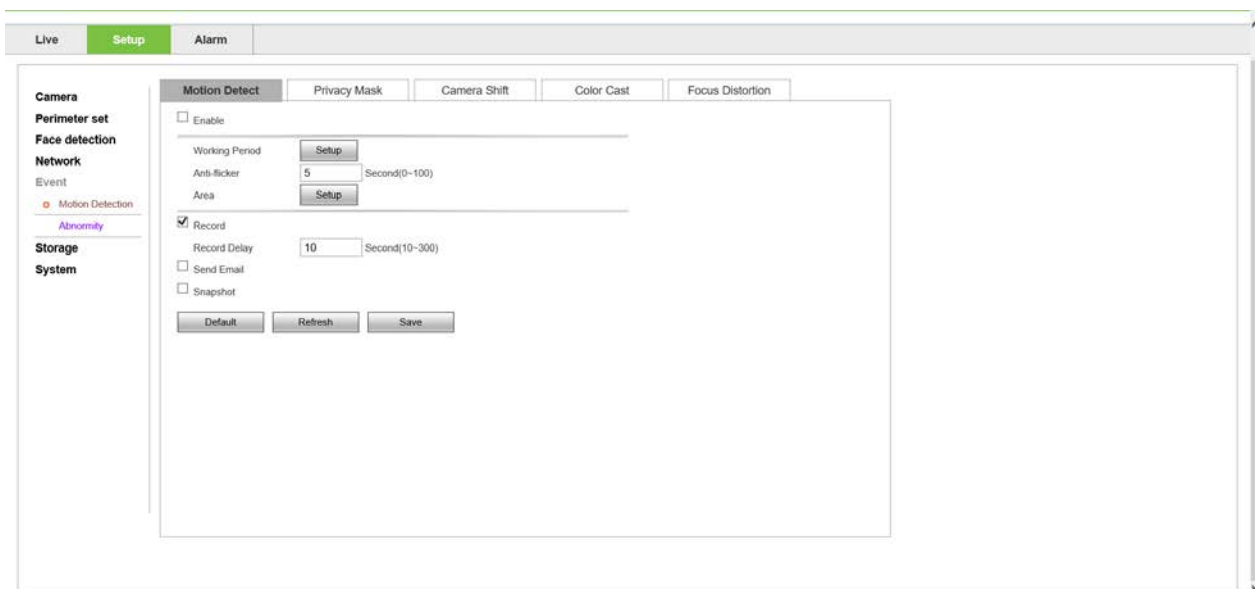 Live Setup Alarm
Camera
Perimeter set
Face detection
Network
Event
Motion Detection
Abnormity
Storage
System
Motion Detect Privacy Mask Camera Shift Color Cast Focus Distortion
Enable
Working Period Setup
Anti-flicker 5 Second(0~100)
Area Setup
Record
Record Delay 10 Second(10~300)
Send Email
Snapshot
Default Refresh Save